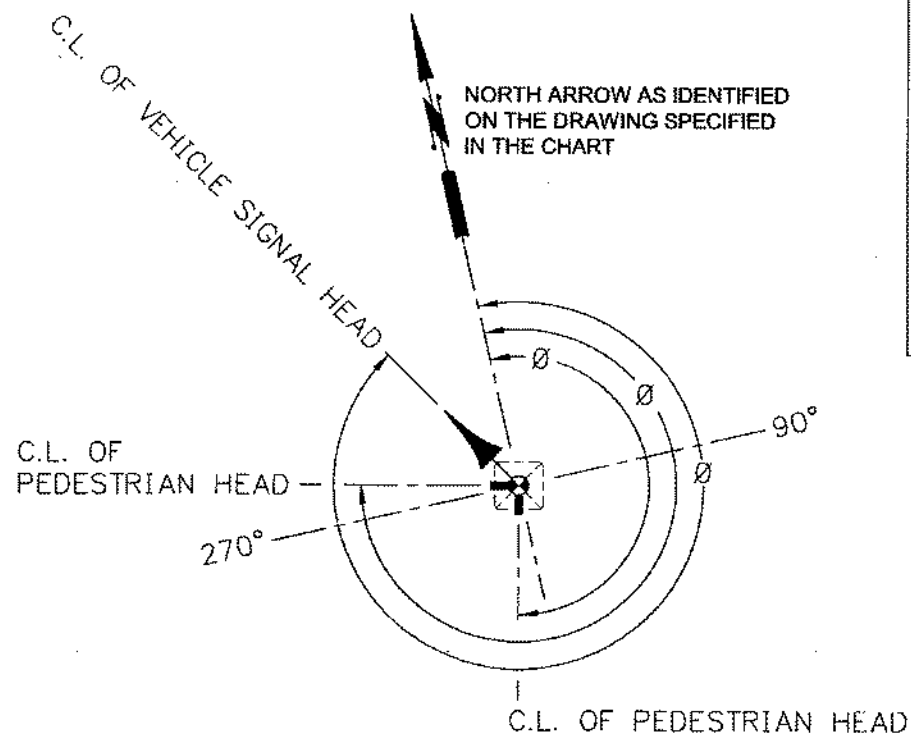 C.L. OF VEHICLE SIGNAL HEAD
NORTH ARROW AS IDENTIFIED
ON THE DRAWING SPECIFIED
IN THE CHART
Ø
Ø
Ø
90°
C.L. OF
PEDESTRIAN HEAD
270°
C.L. OF PEDESTRIAN HEAD